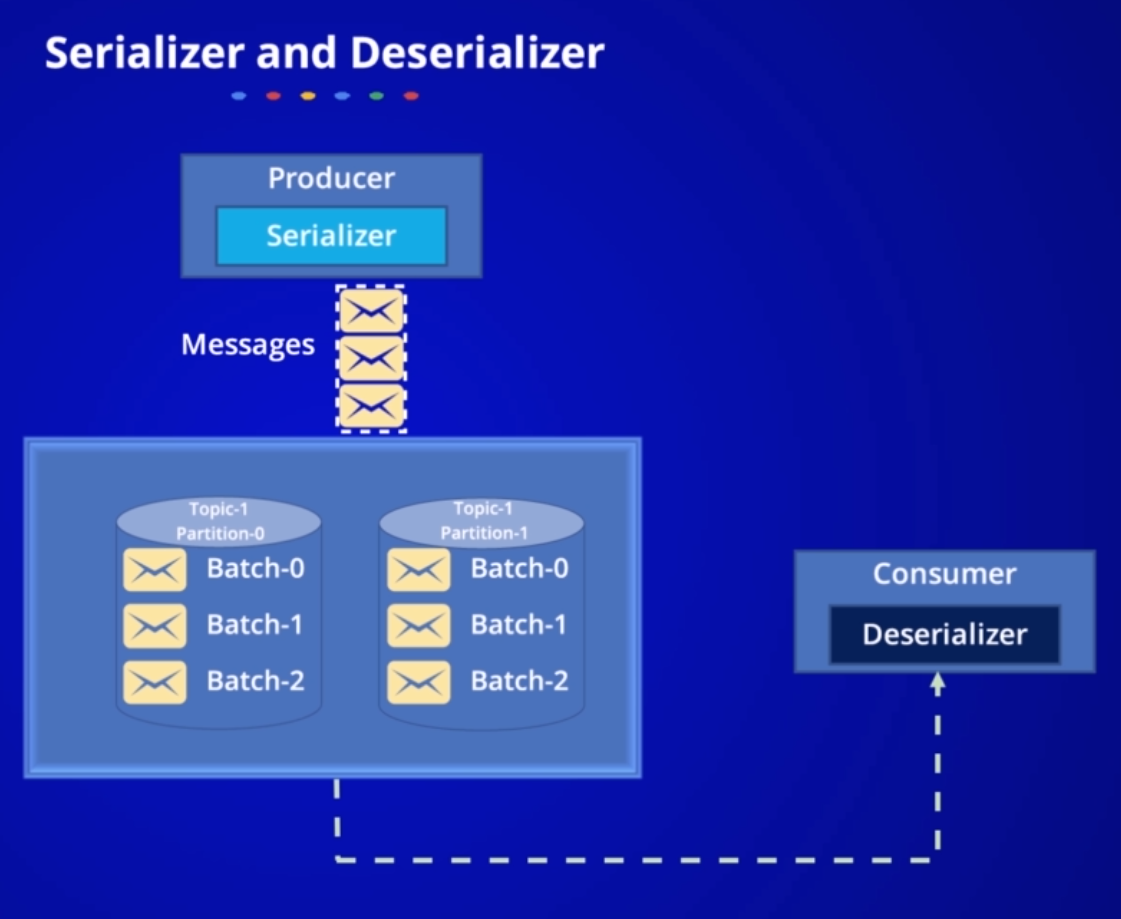 Serializer and Deserializer
Producer
Serializer
Messages
Topic-1
Partition-0
Batch-0
Batch-1
Batch-2
Topic-1
Partition-1
Batch-0
Batch-1
Batch-2
Consumer
Deserializer